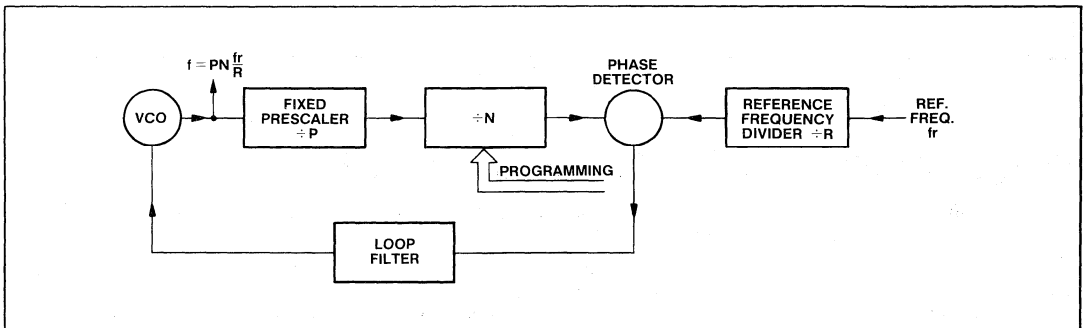 f = PN fr/R
PHASE
DETECTOR
VCO
FIXED
PRESCALER
÷P
÷N
REFERENCE
FREQUENCY
DIVIDER ÷R
REF.
FREQ.
fr
PROGRAMMING
LOOP
FILTER